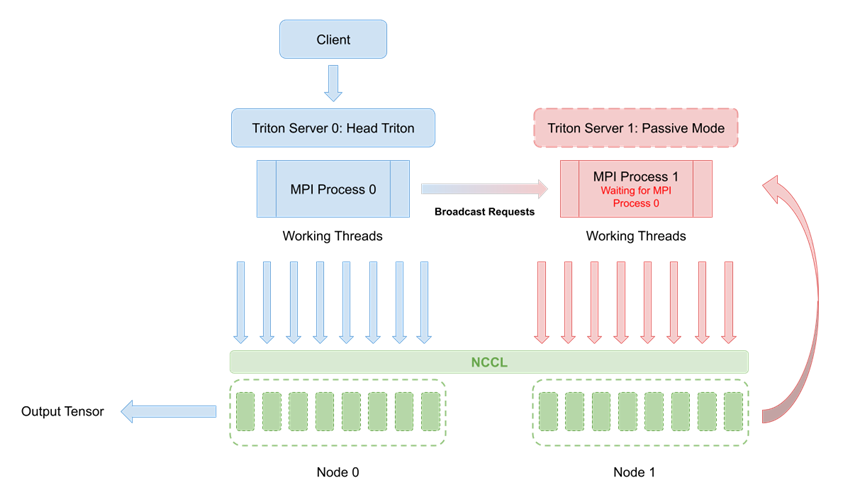 Client
Triton Server 0: Head Triton
Triton Server 1: Passive Mode
MPI Process 0
MPI Process 1
Waiting for MPI
Process 0
Broadcast Requests
Working Threads
Working Threads
NCCL
Output Tensor
Node 0
Node 1